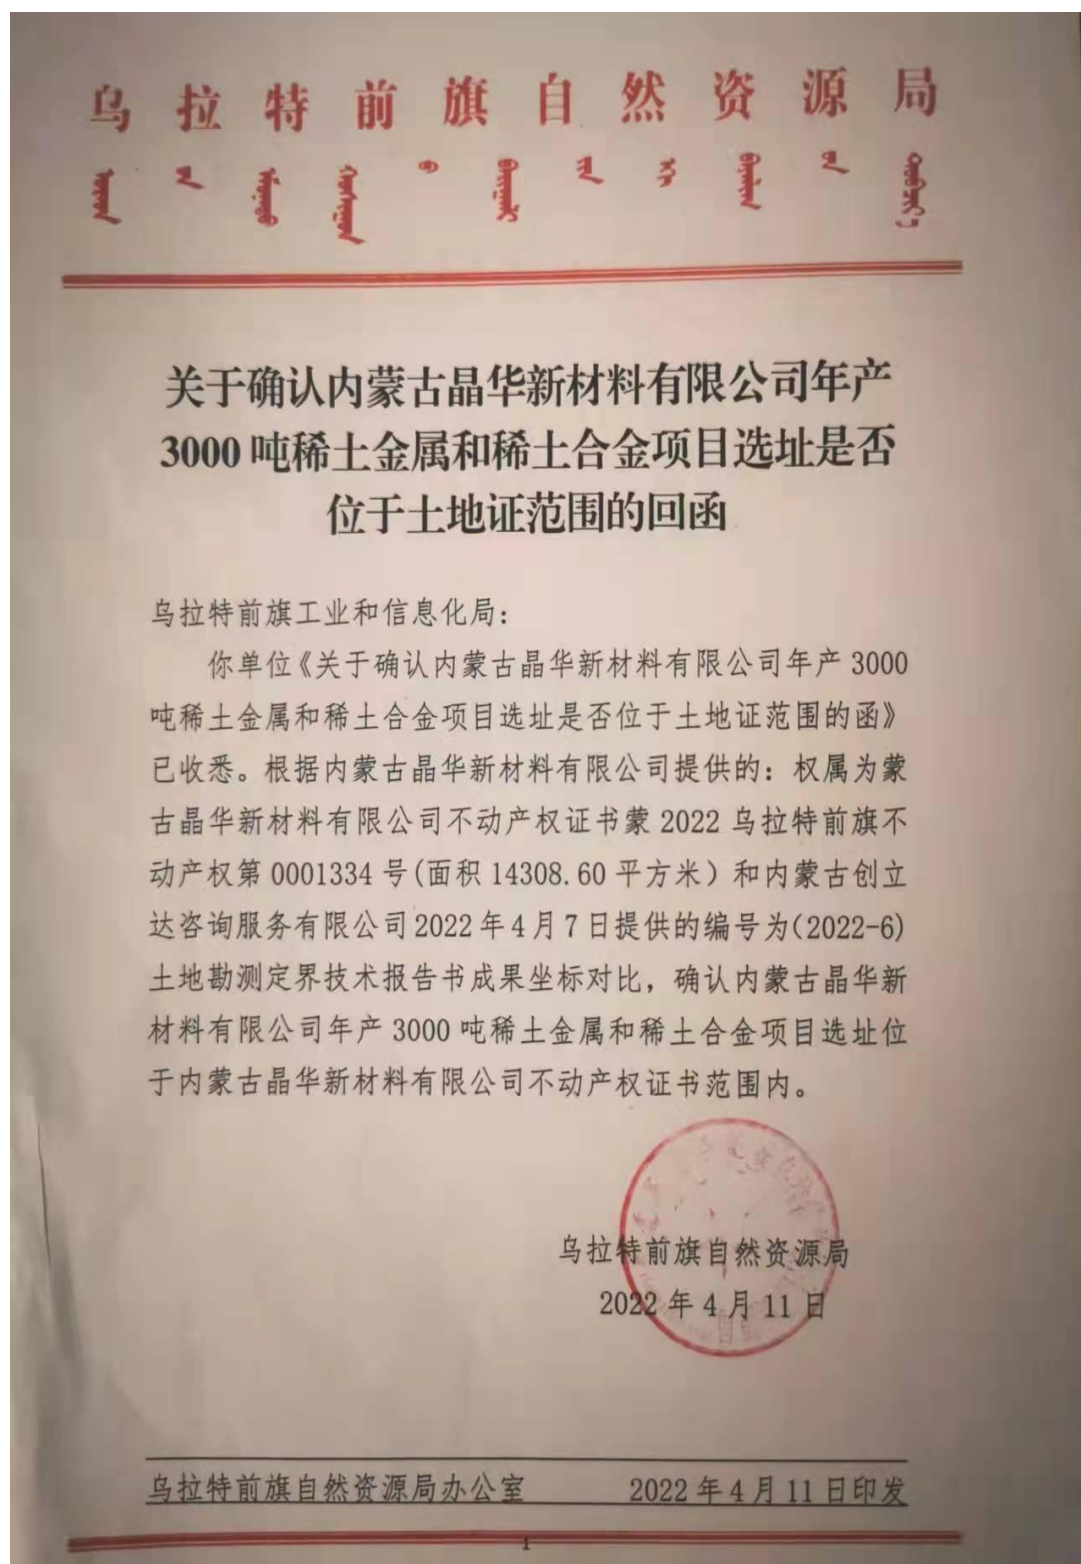 乌拉特前旗自然资源局
关于确认内蒙古晶华新材料有限公司年产
3000吨稀土金属和稀土合金项目选址是否
位于土地证范围的回函
乌拉特前旗工业和信息化局：
你单位《关于确认内蒙古晶华新材料有限公司年产3000
吨稀土金属和稀土合金项目选址是否位于土地证范围的函》
已收悉。根据内蒙古晶华新材料有限公司提供的：权属为蒙
古晶华新材料有限公司不动产权证书蒙2022乌拉特前旗不
动产权第0001334号(面积14308.60平方米）和内蒙古创立
达咨询服务有限公司2022年4月7日提供的编号为(2022-6)
土地勘测定界技术报告书成果坐标对比，确认内蒙古晶华新
材料有限公司年产3000吨稀土金属和稀土合金项目选址位
于内蒙古晶华新材料有限公司不动产权证书范围内。
乌拉特前旗自然资源局
2022年4月11日
乌拉特前旗自然资源局办公室 2022年4月11日印发
1